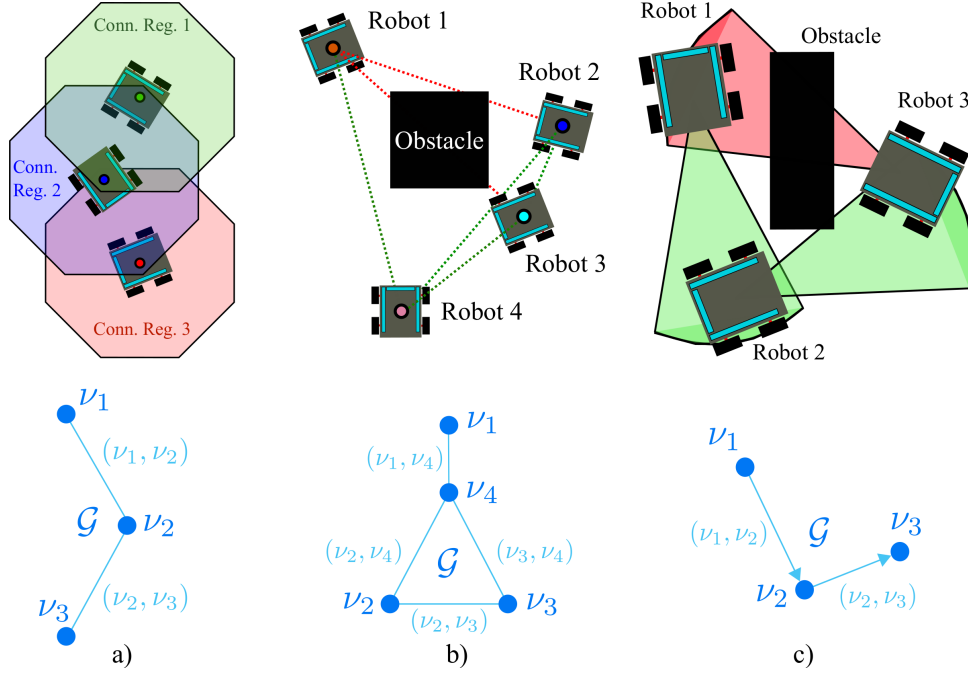 Conn. Reg. 1
Conn.
Reg. 2
Conn. Reg. 3
ν₁
(ν₁, ν₂)
𝒢
ν₂
(ν₂, ν₃)
ν₃
a)
Robot 1
Robot 2
Obstacle
Robot 3
Robot 4
ν₁
(ν₁, ν₄)
ν₄
(ν₂, ν₄)
(ν₃, ν₄)
𝒢
ν₂
ν₃
(ν₂, ν₃)
b)
Robot 1
Obstacle
Robot 3
Robot 2
ν₁
(ν₁, ν₂)
𝒢
ν₃
ν₂
(ν₂, ν₃)
c)